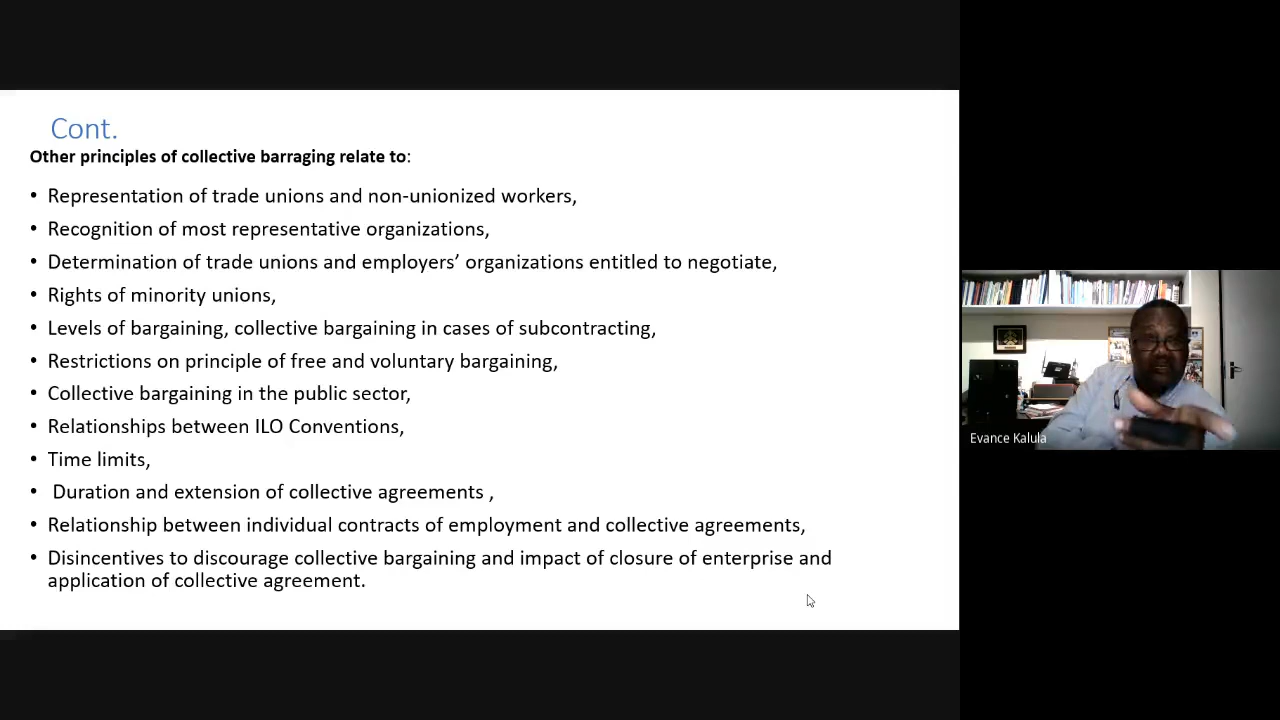 Cont.
Other principles of collective barraging relate to:
• Representation of trade unions and non-unionized workers,
• Recognition of most representative organizations,
• Determination of trade unions and employers’ organizations entitled to negotiate,
• Rights of minority unions,
• Levels of bargaining, collective bargaining in cases of subcontracting,
• Restrictions on principle of free and voluntary bargaining,
• Collective bargaining in the public sector,
• Relationships between ILO Conventions,
• Time limits,
• Duration and extension of collective agreements ,
• Relationship between individual contracts of employment and collective agreements,
• Disincentives to discourage collective bargaining and impact of closure of enterprise and
application of collective agreement.
Evance Kalula